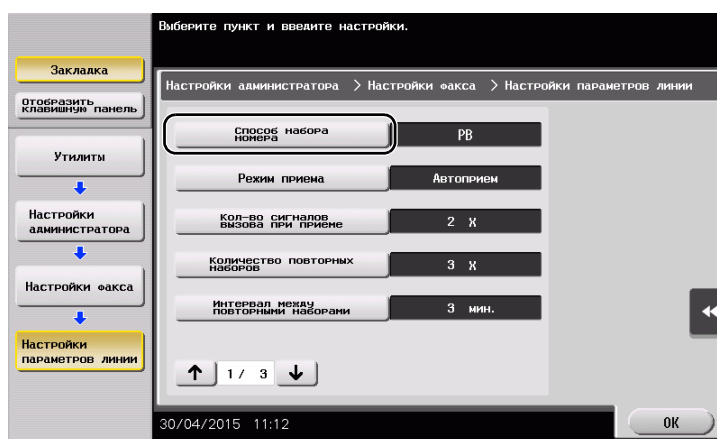 Выберите пункт и введите настройки.
Закладка
Отобразить
клавишную панель
Утилиты
Настройки
администратора
Настройки факса
Настройки
параметров линии
Настройки администратора > Настройки факса > Настройки параметров линии
Способ набора
номера
PB
Режим приема
Автоприем
Кол-во сигналов
вызова при приеме
2 X
Количество повторных
наборов
3 X
Интервал между
повторными наборами
3 мин.
↑ 1/ 3 ↓
30/04/2015 11:12
OK